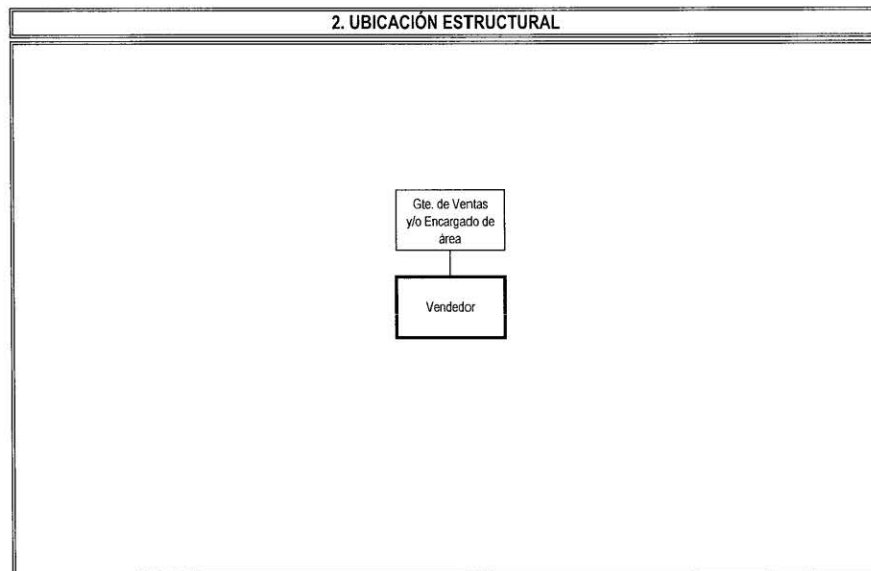 2. UBICACIÓN ESTRUCTURAL
Gte. de Ventas
y/o Encargado de
área
Vendedor